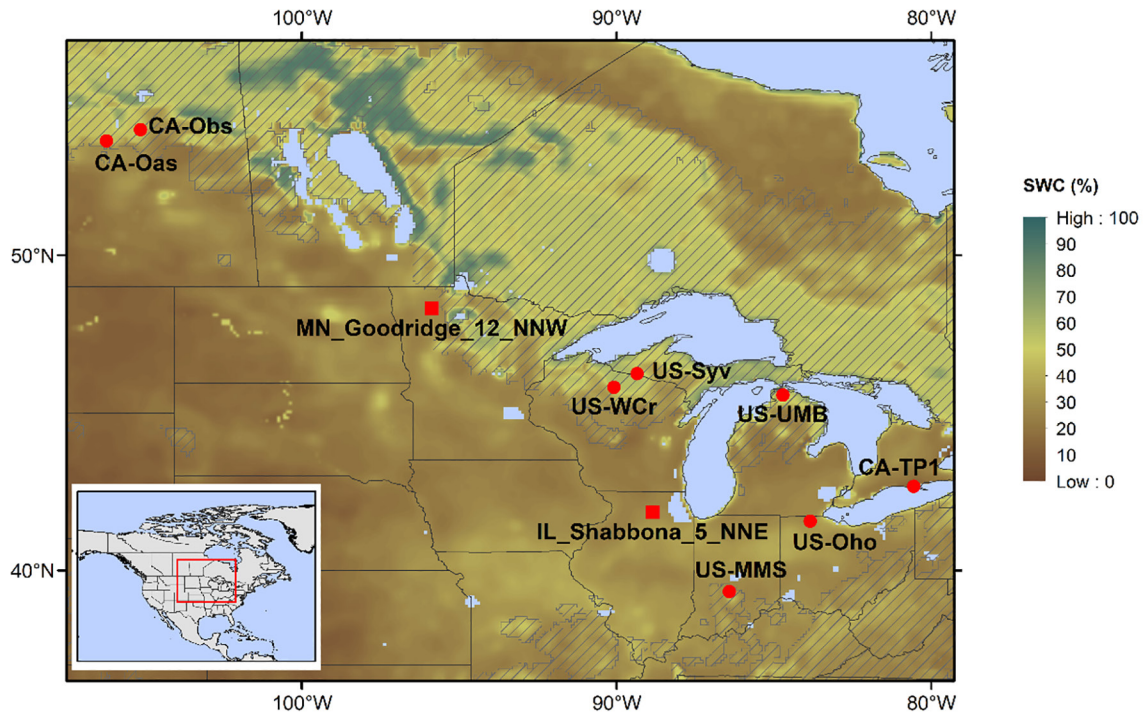 100°W
90°W
80°W
CA-Obs
CA-Oas
SWC (%)
High : 100
90
80
70
60
50
40
30
20
10
Low : 0
50°N
MN_Goodridge_12_NNW
US-Syv
US-WCr
US-UMB
CA-TP1
IL_Shabbona_5_NNE
US-Oho
US-MMS
40°N
100°W
90°W
80°W